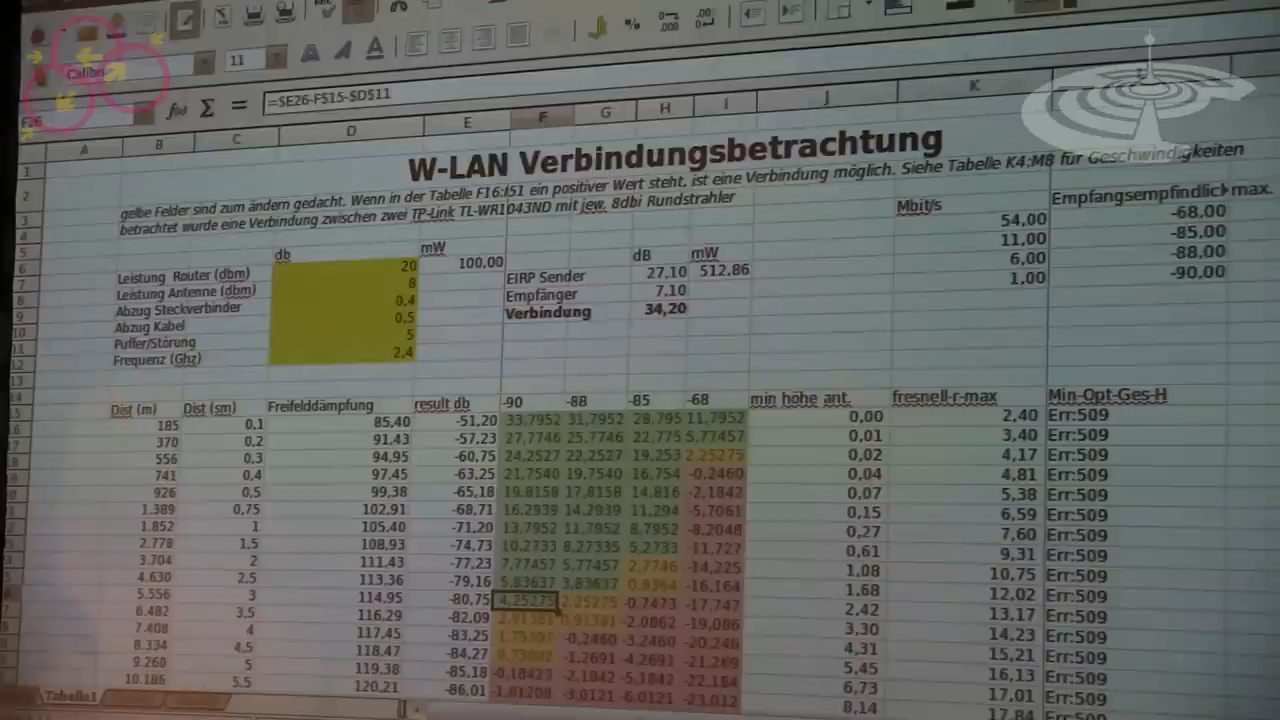 Calibri
11
F26
=$E26-F$15-$D$11
A B C D E F G H I J K
W-LAN Verbindungsbetrachtung
gelbe Felder sind zum ändern gedacht. Wenn in der Tabelle F16:I51 ein positiver Wert steht, ist eine Verbindung möglich. Siehe Tabelle K4:M8 für Geschwindigkeiten
betrachtet wurde eine Verbindung zwischen zwei TP-Link TL-WR1043ND mit jew. 8dbi Rundstrahler
Mbit/s Empfangsempfindlich max.
54,00 -68,00
11,00 -85,00
6,00 -88,00
1,00 -90,00
db mW dB mW
Leistung Router (dbm) 20 100,00 EIRP Sender 27,10 512,86
Leistung Antenne (dbm) 8 Empfänger 7,10
Abzug Steckverbinder 0,4 Verbindung 34,20
Abzug Kabel 0,5
Puffer/Störung 5
Frequenz (Ghz) 2,4
Dist (m) Dist (sm) Freifelddämpfung result db -90 -88 -85 -68 min höhe ant. fresnell-r-max Min-Opt-Ges-H
185 0,1 85,40 -51,20 33,7952 31,7952 28,795 11,7952 0,00 2,40 Err:509
370 0,2 91,43 -57,23 27,7746 25,7746 22,775 5,77457 0,01 3,40 Err:509
556 0,3 94,95 -60,75 24,2527 22,2527 19,253 2,25275 0,02 4,17 Err:509
741 0,4 97,45 -63,25 21,7540 19,7540 16,754 -0,2460 0,04 4,81 Err:509
926 0,5 99,38 -65,18 19,8158 17,8158 14,816 -2,1842 0,07 5,38 Err:509
1.389 0,75 102,91 -68,71 16,2939 14,2939 11,294 -5,7061 0,15 6,59 Err:509
1.852 1 105,40 -71,20 13,7952 11,7952 8,7952 -8,2048 0,27 7,60 Err:509
2.778 1,5 108,93 -74,73 10,2733 8,27335 5,2733 -11,727 0,61 9,31 Err:509
3.704 2 111,43 -77,23 7,77457 5,77457 2,7746 -14,225 1,08 10,75 Err:509
4.630 2,5 113,36 -79,16 5,83637 3,83637 0,8364 -16,164 1,68 12,02 Err:509
5.556 3 114,95 -80,75 4,25275 2,25275 -0,7473 -17,747 2,42 13,17 Err:509
6.482 3,5 116,29 -82,09 2,91381 0,91381 -2,0862 -19,086 3,30 14,23 Err:509
7.408 4 117,45 -83,25 1,75397 -0,2460 -3,2460 -20,246 4,31 15,21 Err:509
8.334 4,5 118,47 -84,27 0,73092 -1,2691 -4,2691 -21,269 5,45 16,13 Err:509
9.260 5 119,38 -85,18 -0,18423 -2,1842 -5,1842 -22,184 6,73 17,01 Err:509
10.186 5,5 120,21 -86,01 -1,01208 -3,0121 -6,0121 -23,012 8,14 17,84 Err:509
Tabelle1